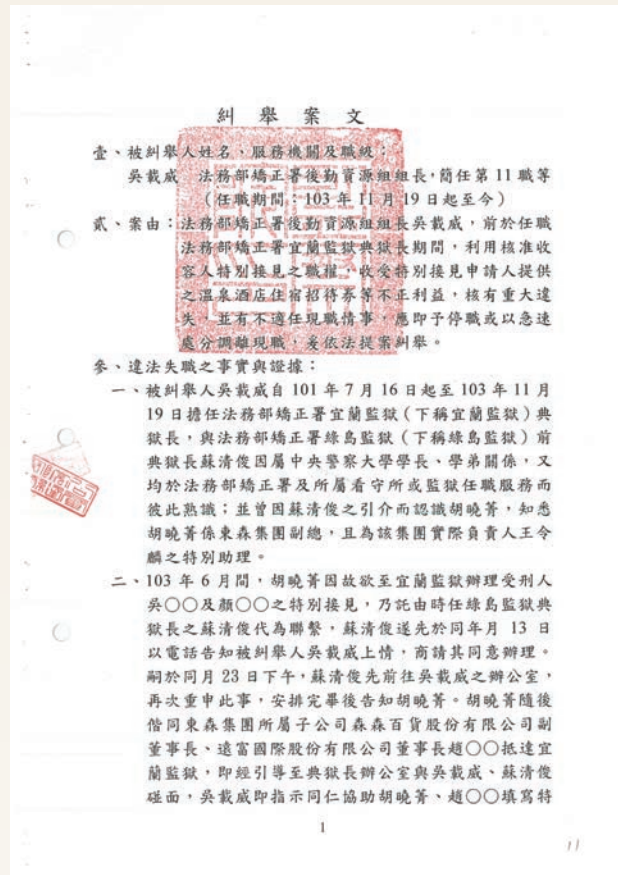 糾舉案文
壹、被糾舉人姓名、服務機關及職級：
吳載威 法務部矯正署後勤資源組組長，簡任第11職等
（任職期間：103年11月19日起至今）
貳、案由：法務部矯正署後勤資源組組長吳載威，前於任職
法務部矯正署宜蘭監獄典獄長期間，利用核准收
容人特別接見之職權，收受特別接見申請人提供
之溫泉酒店住宿招待券等不正利益，核有重大違
失，並有不適任現職情事，應即予停職或以急速
處分調離現職，爰依法提案糾舉。
參、違法失職之事實與證據：
一、被糾舉人吳載威自101年7月16日起至103年11月
19日擔任法務部矯正署宜蘭監獄（下稱宜蘭監獄）典
獄長，與法務部矯正署綠島監獄（下稱綠島監獄）前
典獄長蘇清俊因屬中央警察大學學長、學弟關係，又
均於法務部矯正署及所屬看守所或監獄任職服務而
彼此熟識；並曾因蘇清俊之引介而認識胡曉菁，知悉
胡曉菁係東森集團副總，且為該集團實際負責人王令
麟之特別助理。
二、103年6月間，胡曉菁因故欲至宜蘭監獄辦理受刑人
吳○○及顏○○之特別接見，乃託由時任綠島監獄典
獄長之蘇清俊代為聯繫，蘇清俊遂先於同年月13日
以電話告知被糾舉人吳載威上情，商請其同意辦理。
嗣於同月23日下午，蘇清俊先前往吳載威之辦公室，
再次重申此事，安排完畢後告知胡曉菁。胡曉菁隨後
偕同東森集團所屬子公司森森百貨股份有限公司副
董事長、遠富國際股份有限公司董事長趙○○抵達宜
蘭監獄，即經引導至典獄長辦公室與吳載威、蘇清俊
碰面，吳載威即指示同仁協助胡曉菁、趙○○填寫特
1
11